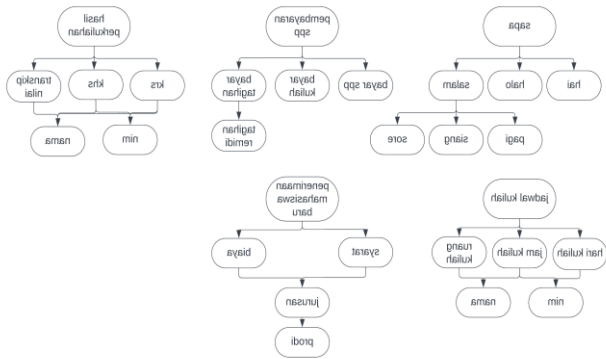 hasil
perkuliahan
transkip
nilai
khs
krs
nama
nim
pembayaran
spp
bayar
tagihan
bayar
kuliah
bayar spp
tagihan
remidi
sapa
salam
halo
hai
sore
siang
pagi
penerimaan
mahasiswa
baru
biaya
syarat
jurusan
prodi
jadwal kuliah
ruang
kuliah
jam kuliah
hari kuliah
nama
nim